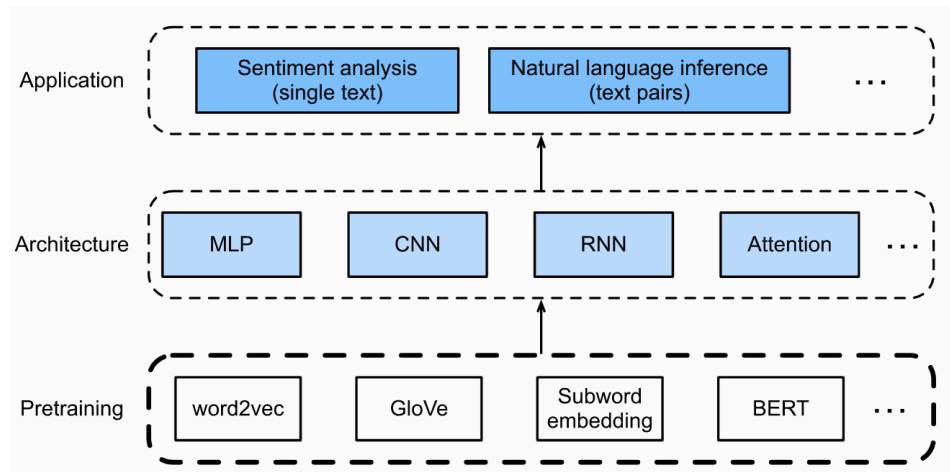 Application
Sentiment analysis
(single text)
Natural language inference
(text pairs)
...
Architecture
MLP
CNN
RNN
Attention
...
Pretraining
word2vec
GloVe
Subword
embedding
BERT
...